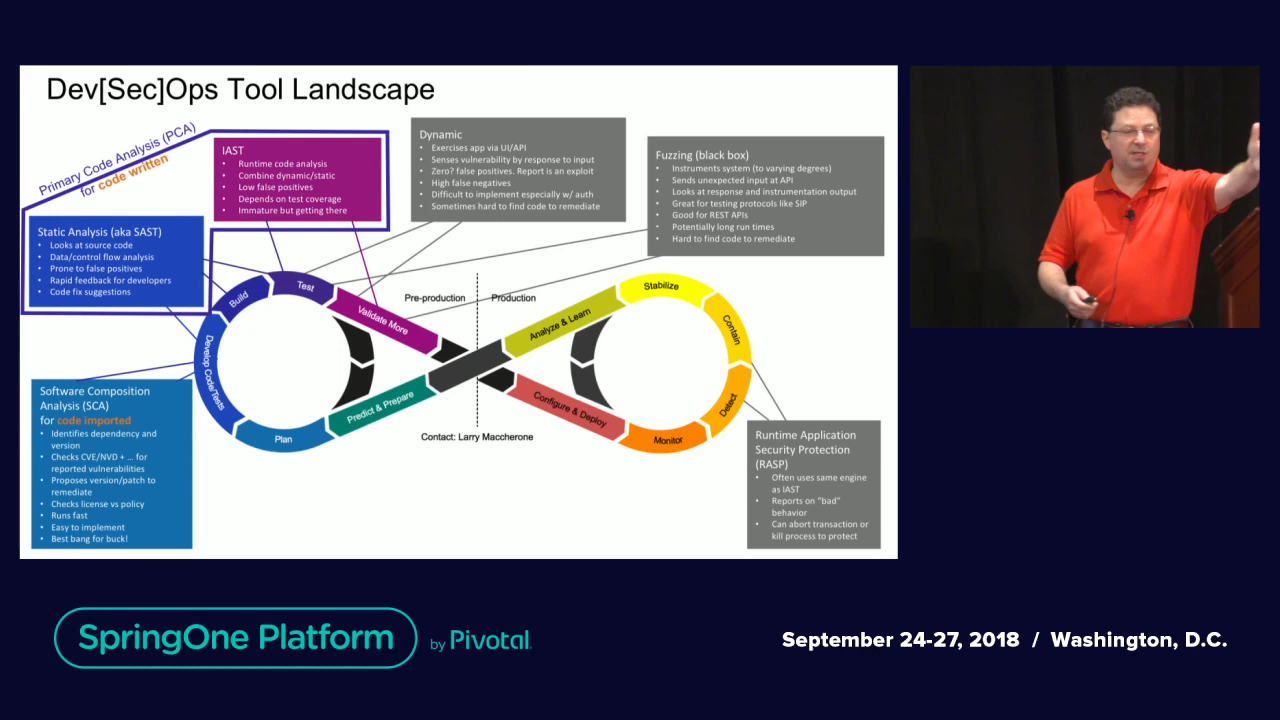 Dev[Sec]Ops Tool Landscape
Primary Code Analysis (PCA)
for code written
IAST
• Runtime code analysis
• Combine dynamic/static
• Low false positives
• Depends on test coverage
• Immature but getting there
Dynamic
• Exercises app via UI/API
• Senses vulnerability by response to input
• Zero? false positives. Report is an exploit
• High false negatives
• Difficult to implement especially w/ auth
• Sometimes hard to find code to remediate
Fuzzing (black box)
• Instruments system (to varying degrees)
• Sends unexpected input at API
• Looks at response and instrumentation output
• Great for testing protocols like SIP
• Good for REST APIs
• Potentially long run times
• Hard to find code to remediate
Static Analysis (aka SAST)
• Looks at source code
• Data/control flow analysis
• Prone to false positives
• Rapid feedback for developers
• Code fix suggestions
Software Composition
Analysis (SCA)
for code imported
• Identifies dependency and
version
• Checks CVE/NVD + ... for
reported vulnerabilities
• Proposes version/patch to
remediate
• Checks license vs policy
• Runs fast
• Easy to implement
• Best bang for buck!
Plan
Develop Code/Tests
Build
Test
Validate More
Predict & Prepare
Pre-production
Production
Analyze & Learn
Stabilize
Contain
Detect
Monitor
Configure & Deploy
Contact: Larry Maccherone
Runtime Application
Security Protection
(RASP)
• Often uses same engine
as IAST
• Reports on "bad"
behavior
• Can abort transaction or
kill process to protect
SpringOne Platform
by Pivotal.
September 24-27, 2018 / Washington, D.C.